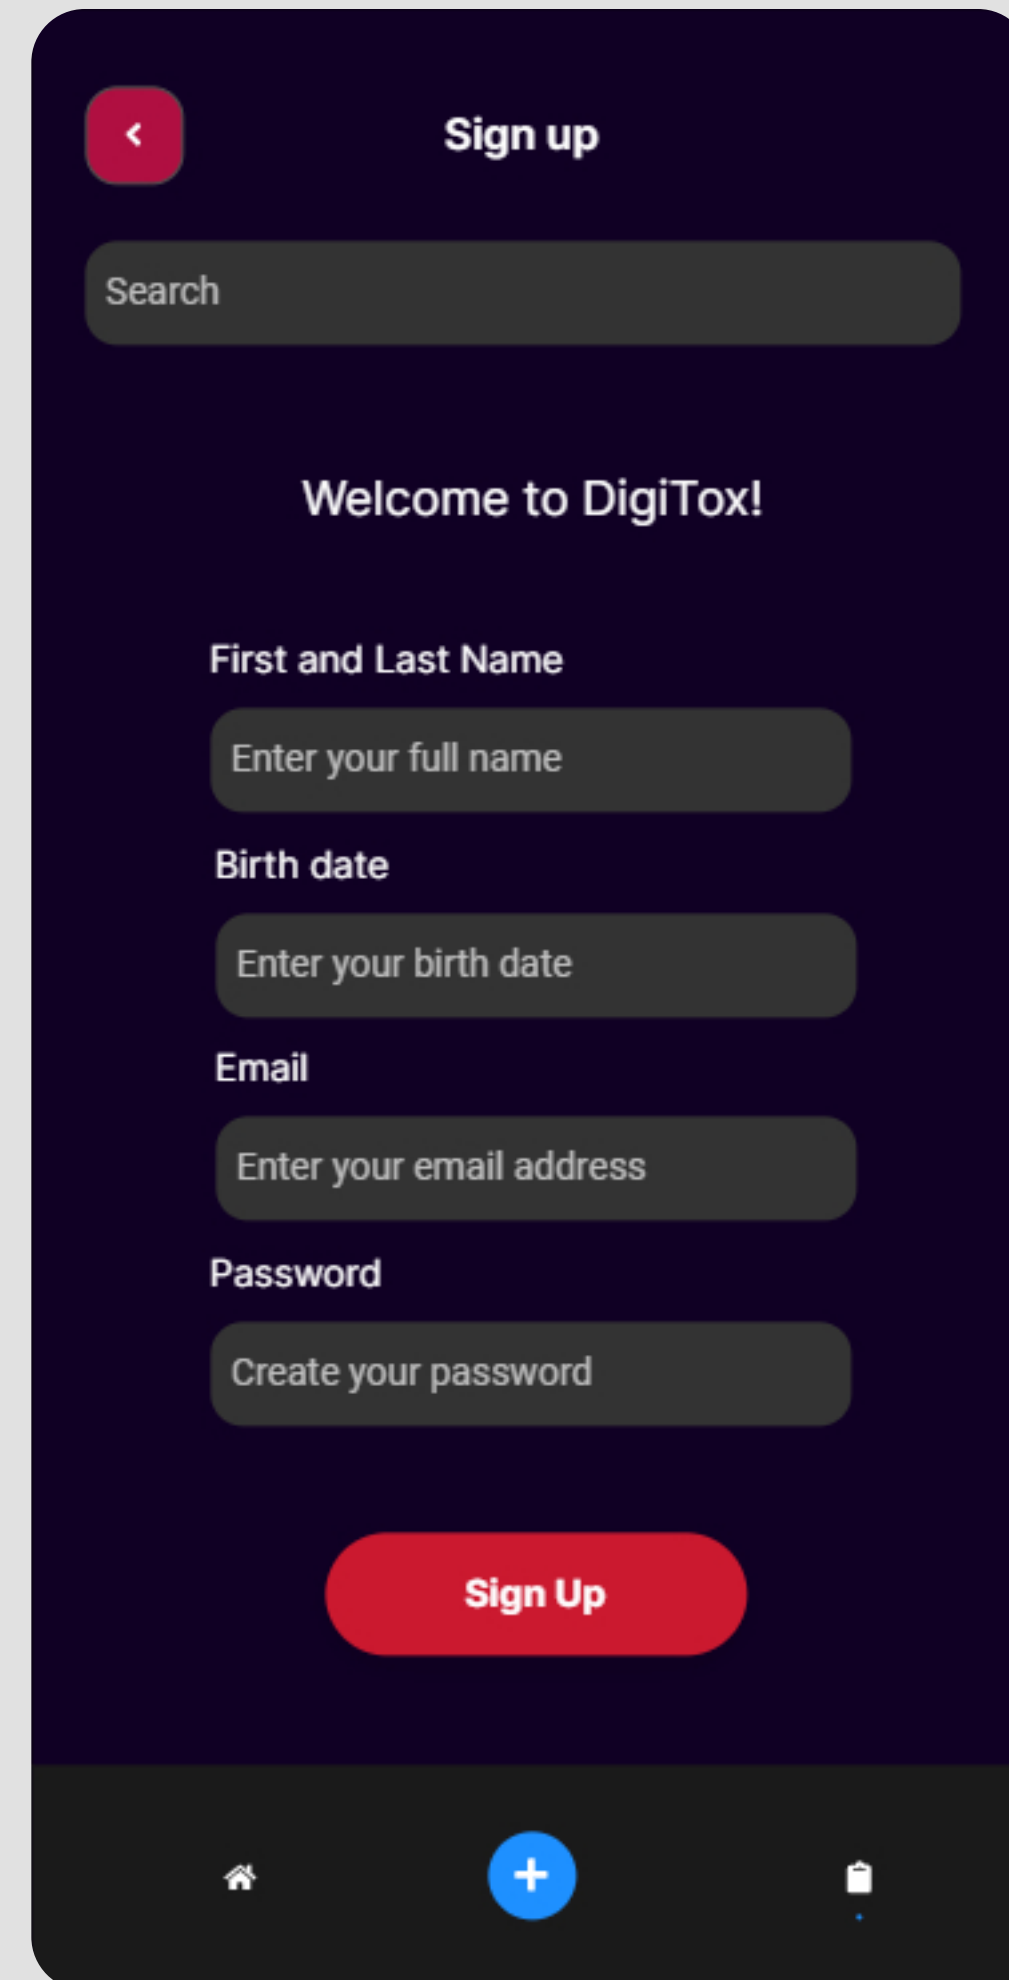 Sign up
Search
Welcome to DigiTox!
First and Last Name
Enter your full name
Birth date
Enter your birth date
Email
Enter your email address
Password
Create your password
Sign Up